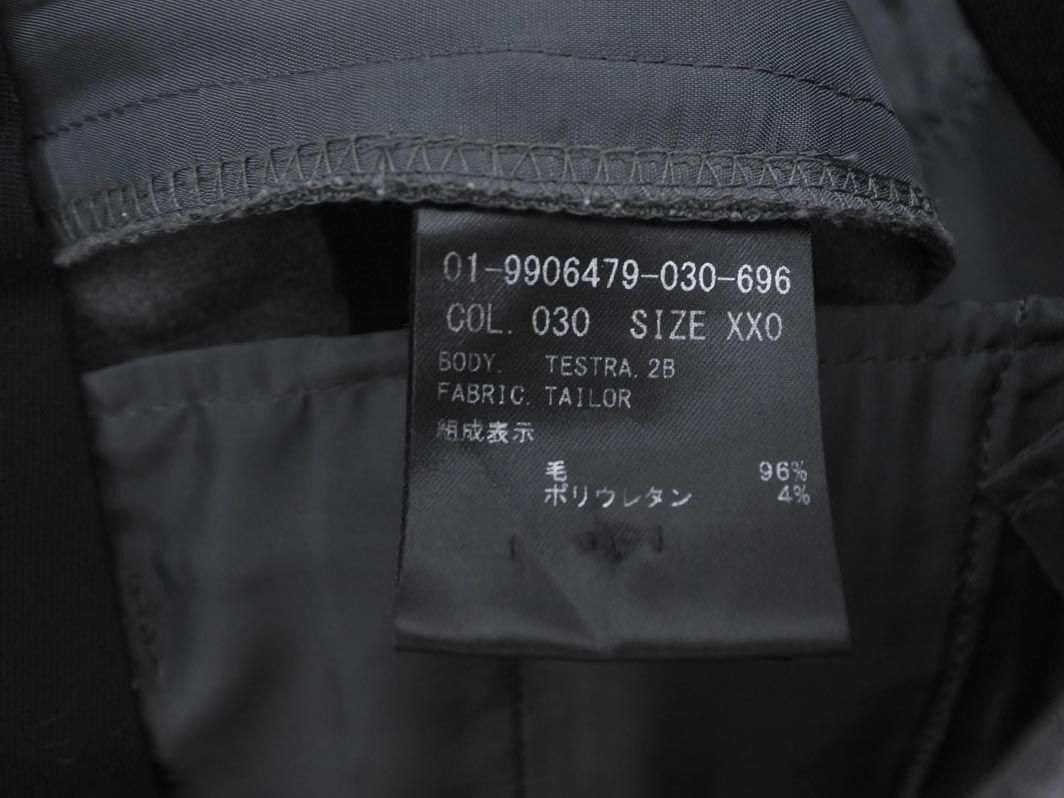 01-9906479-030-696
COL. 030 SIZE XXO
BODY. TESTRA.2B
FABRIC. TAILOR
組成表示
毛 96%
ポリウレタン 4%